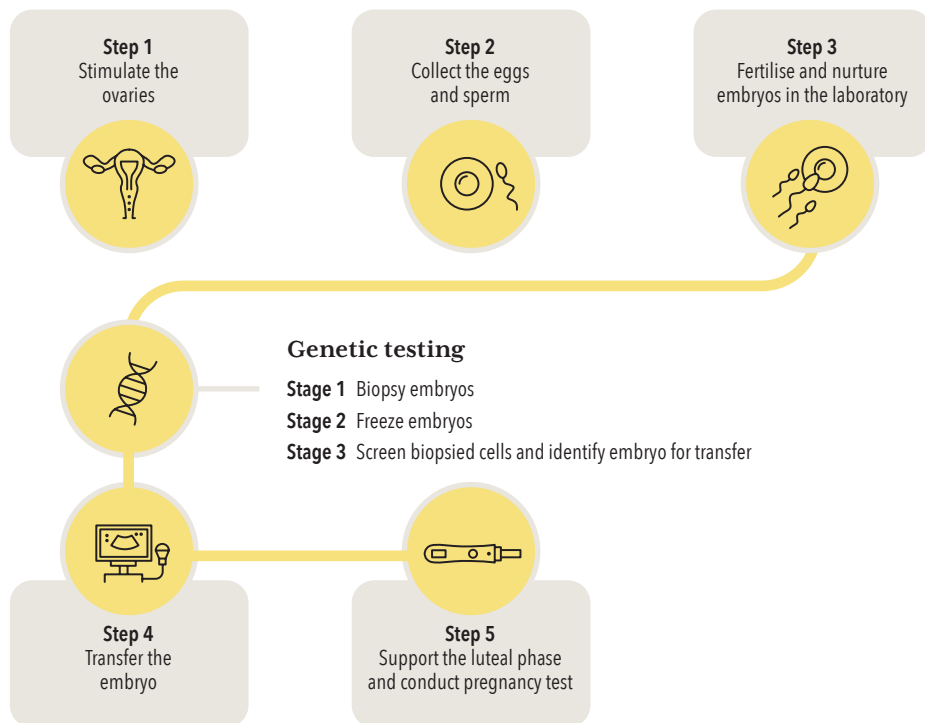 Step 1
Stimulate the
ovaries
Step 2
Collect the eggs
and sperm
Step 3
Fertilise and nurture
embryos in the laboratory
Genetic testing
Stage 1 Biopsy embryos
Stage 2 Freeze embryos
Stage 3 Screen biopsied cells and identify embryo for transfer
Step 4
Transfer the
embryo
Step 5
Support the luteal phase
and conduct pregnancy test